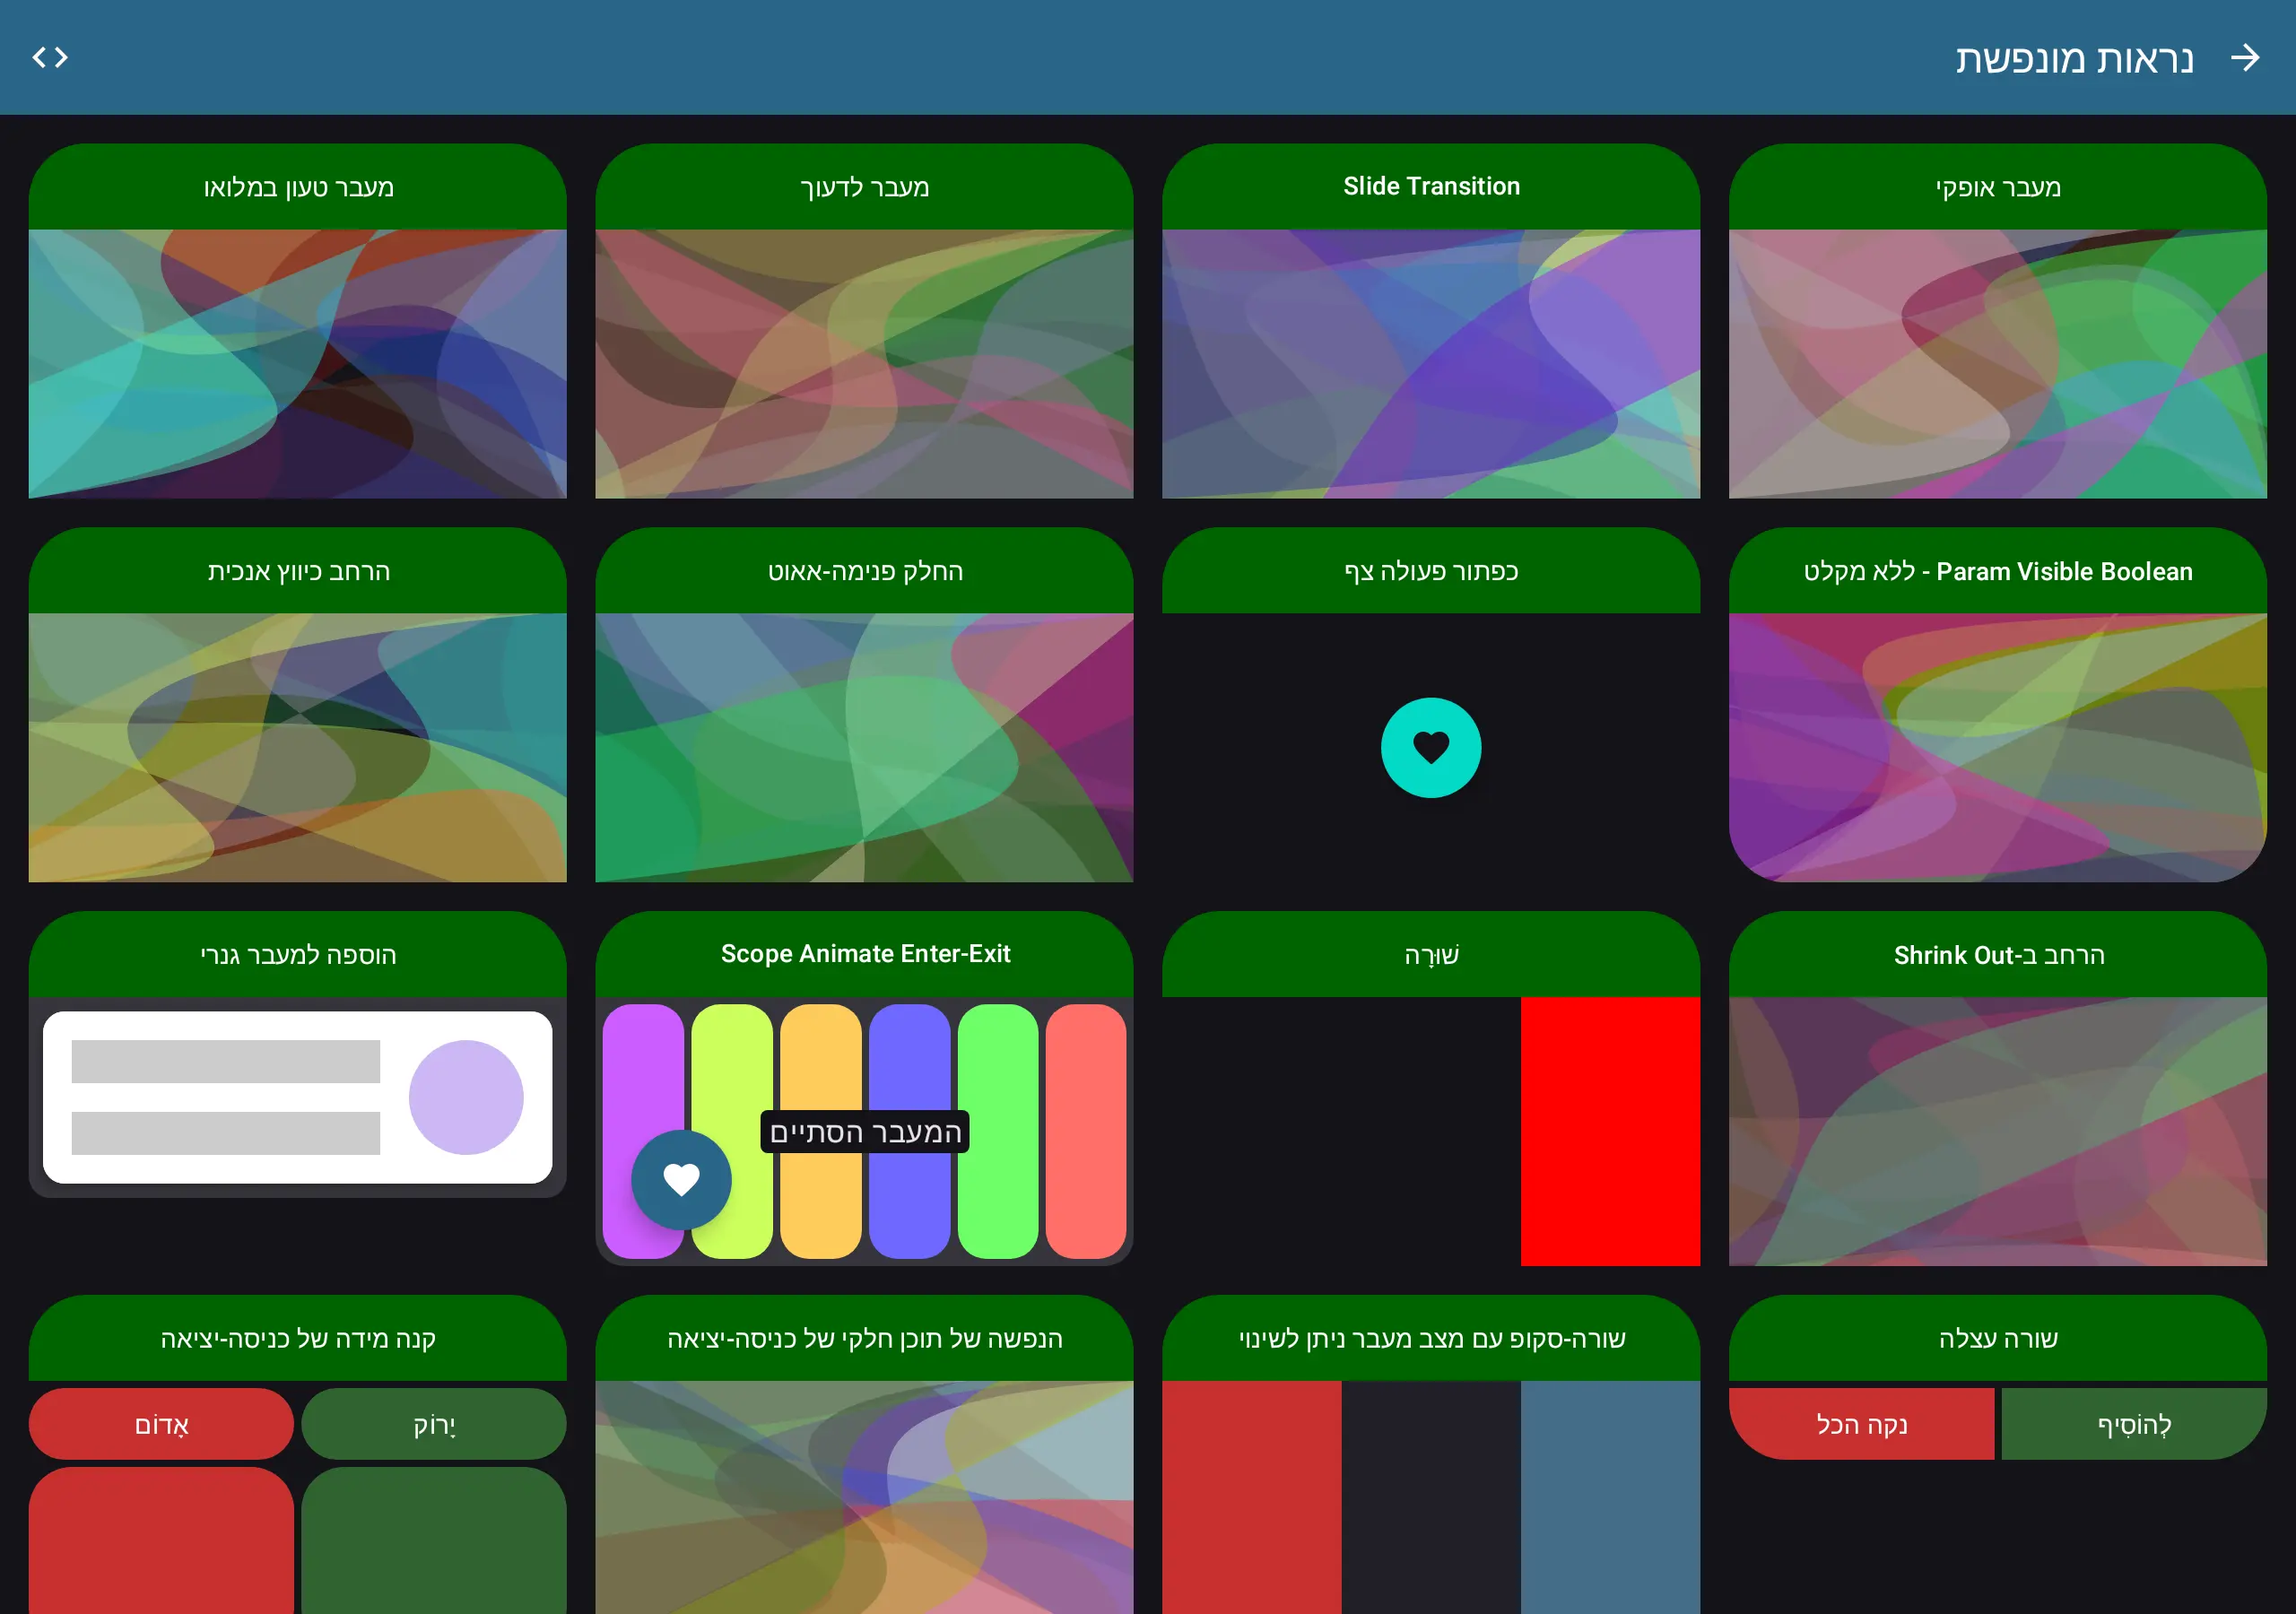 נראות מונפשת
מעבר אופקי
Slide Transition
מעבר לדעוך
מעבר טעון במלואו
Param Visible Boolean - ללא מקלט
כפתור פעולה צף
החלק פנימה-אאוט
הרחב כיווץ אנכית
הרחב ב-Shrink Out
שׁוּרָה
Scope Animate Enter-Exit
המעבר הסתיים
הוספה למעבר גנרי
שורה עצלה
לְהוֹסִיף
נקה הכל
שורה-סקופ עם מצב מעבר ניתן לשינוי
הנפשה של תוכן חלקי של כניסה-יציאה
קנה מידה של כניסה-יציאה
יָרוֹק
אָדוֹם